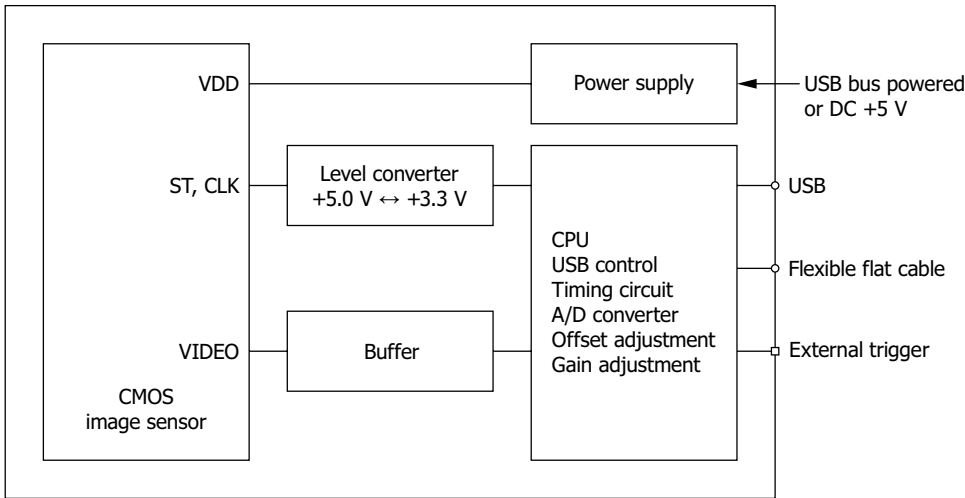 VDD
Power supply
USB bus powered
or DC +5 V
ST, CLK
Level converter
+5.0 V ↔ +3.3 V
USB
CPU
USB control
Timing circuit
A/D converter
Offset adjustment
Gain adjustment
Flexible flat cable
VIDEO
Buffer
External trigger
CMOS
image sensor